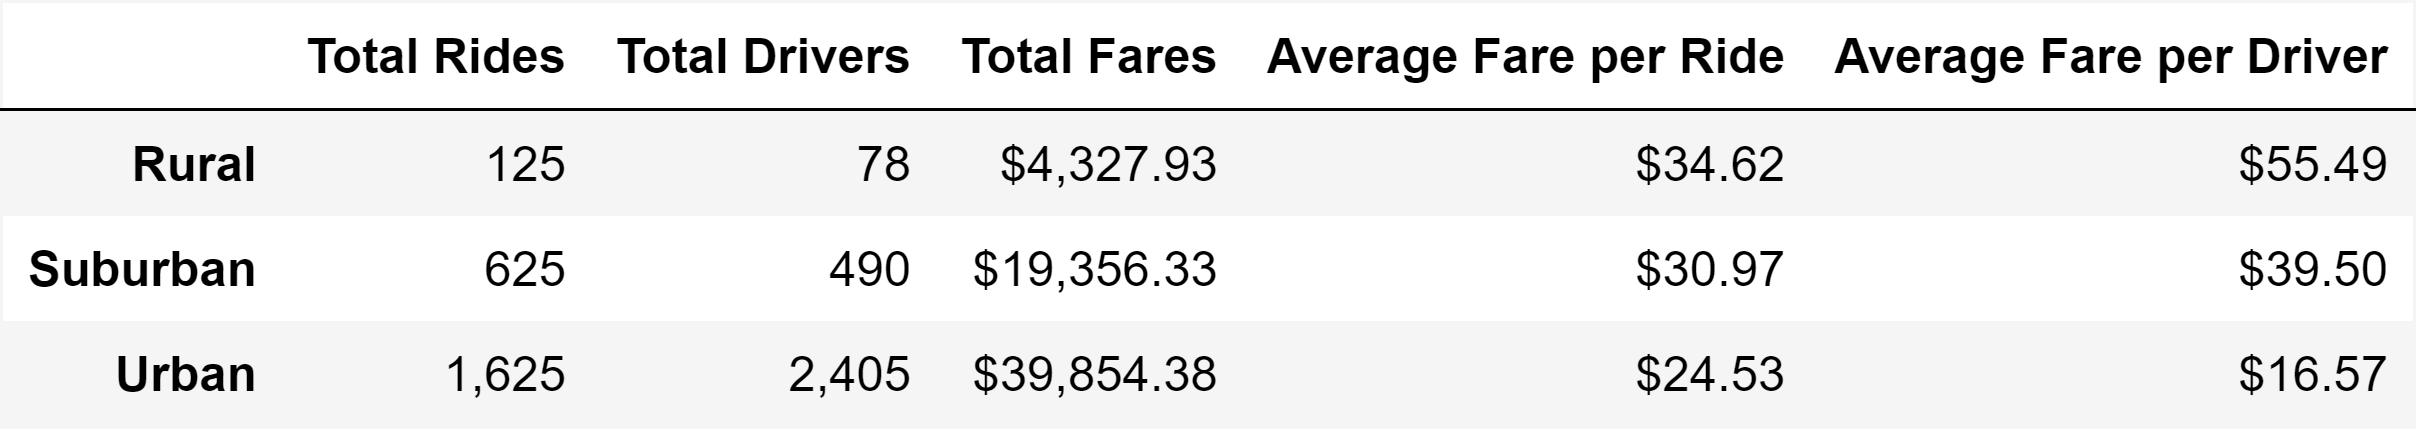 Total Rides Total Drivers Total Fares Average Fare per Ride Average Fare per Driver
Rural 125 78 $4,327.93 $34.62 $55.49
Suburban 625 490 $19,356.33 $30.97 $39.50
Urban 1,625 2,405 $39,854.38 $24.53 $16.57